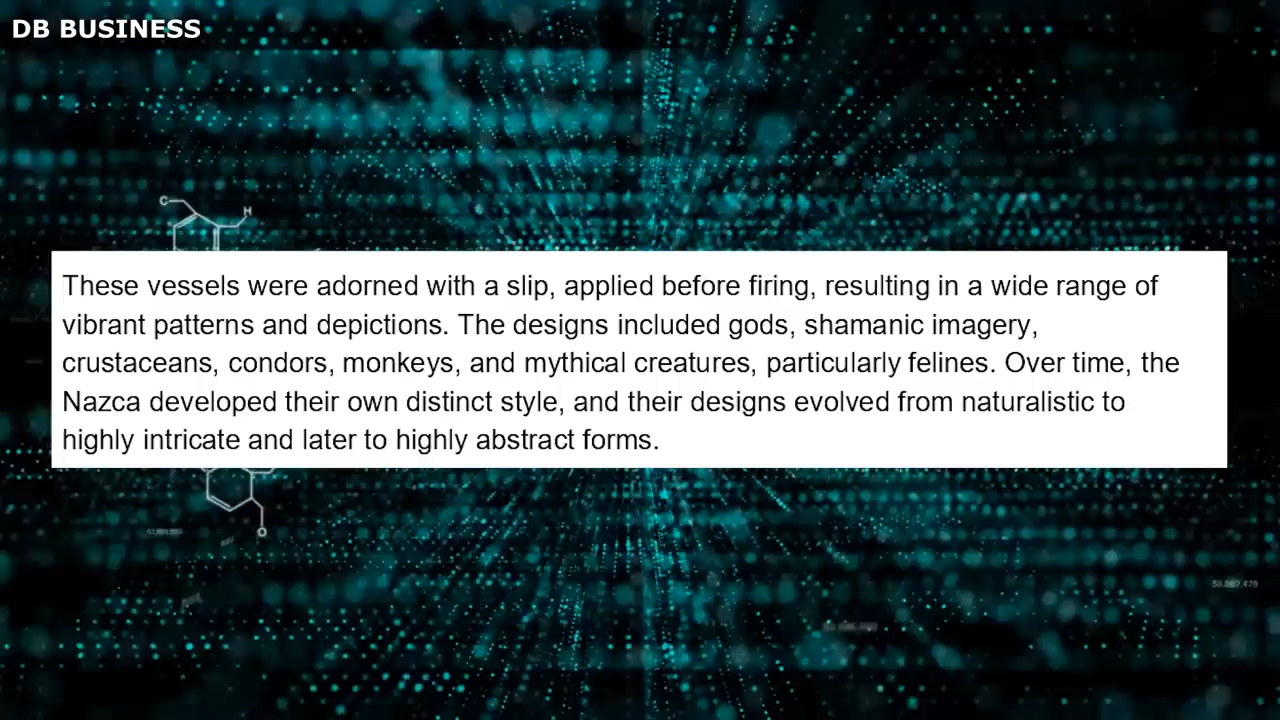 DB BUSINESS
C
H
These vessels were adorned with a slip, applied before firing, resulting in a wide range of
vibrant patterns and depictions. The designs included gods, shamanic imagery,
crustaceans, condors, monkeys, and mythical creatures, particularly felines. Over time, the
Nazca developed their own distinct style, and their designs evolved from naturalistic to
highly intricate and later to highly abstract forms.
O